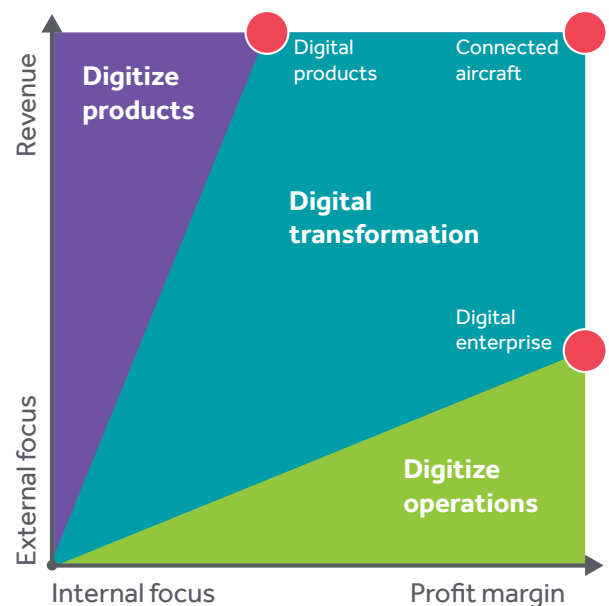 Revenue
External focus
Digitize
products
Digital
products
Connected
aircraft
Digital
transformation
Digital
enterprise
Digitize
operations
Internal focus
Profit margin